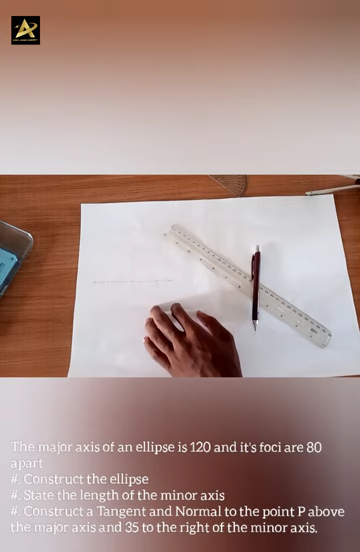 The major axis of an ellipse is 120 and it's foci are 80
apart
#. Construct the ellipse
#. State the length of the minor axis
#. Construct a Tangent and Normal to the point P above
the major axis and 35 to the right of the minor axis.